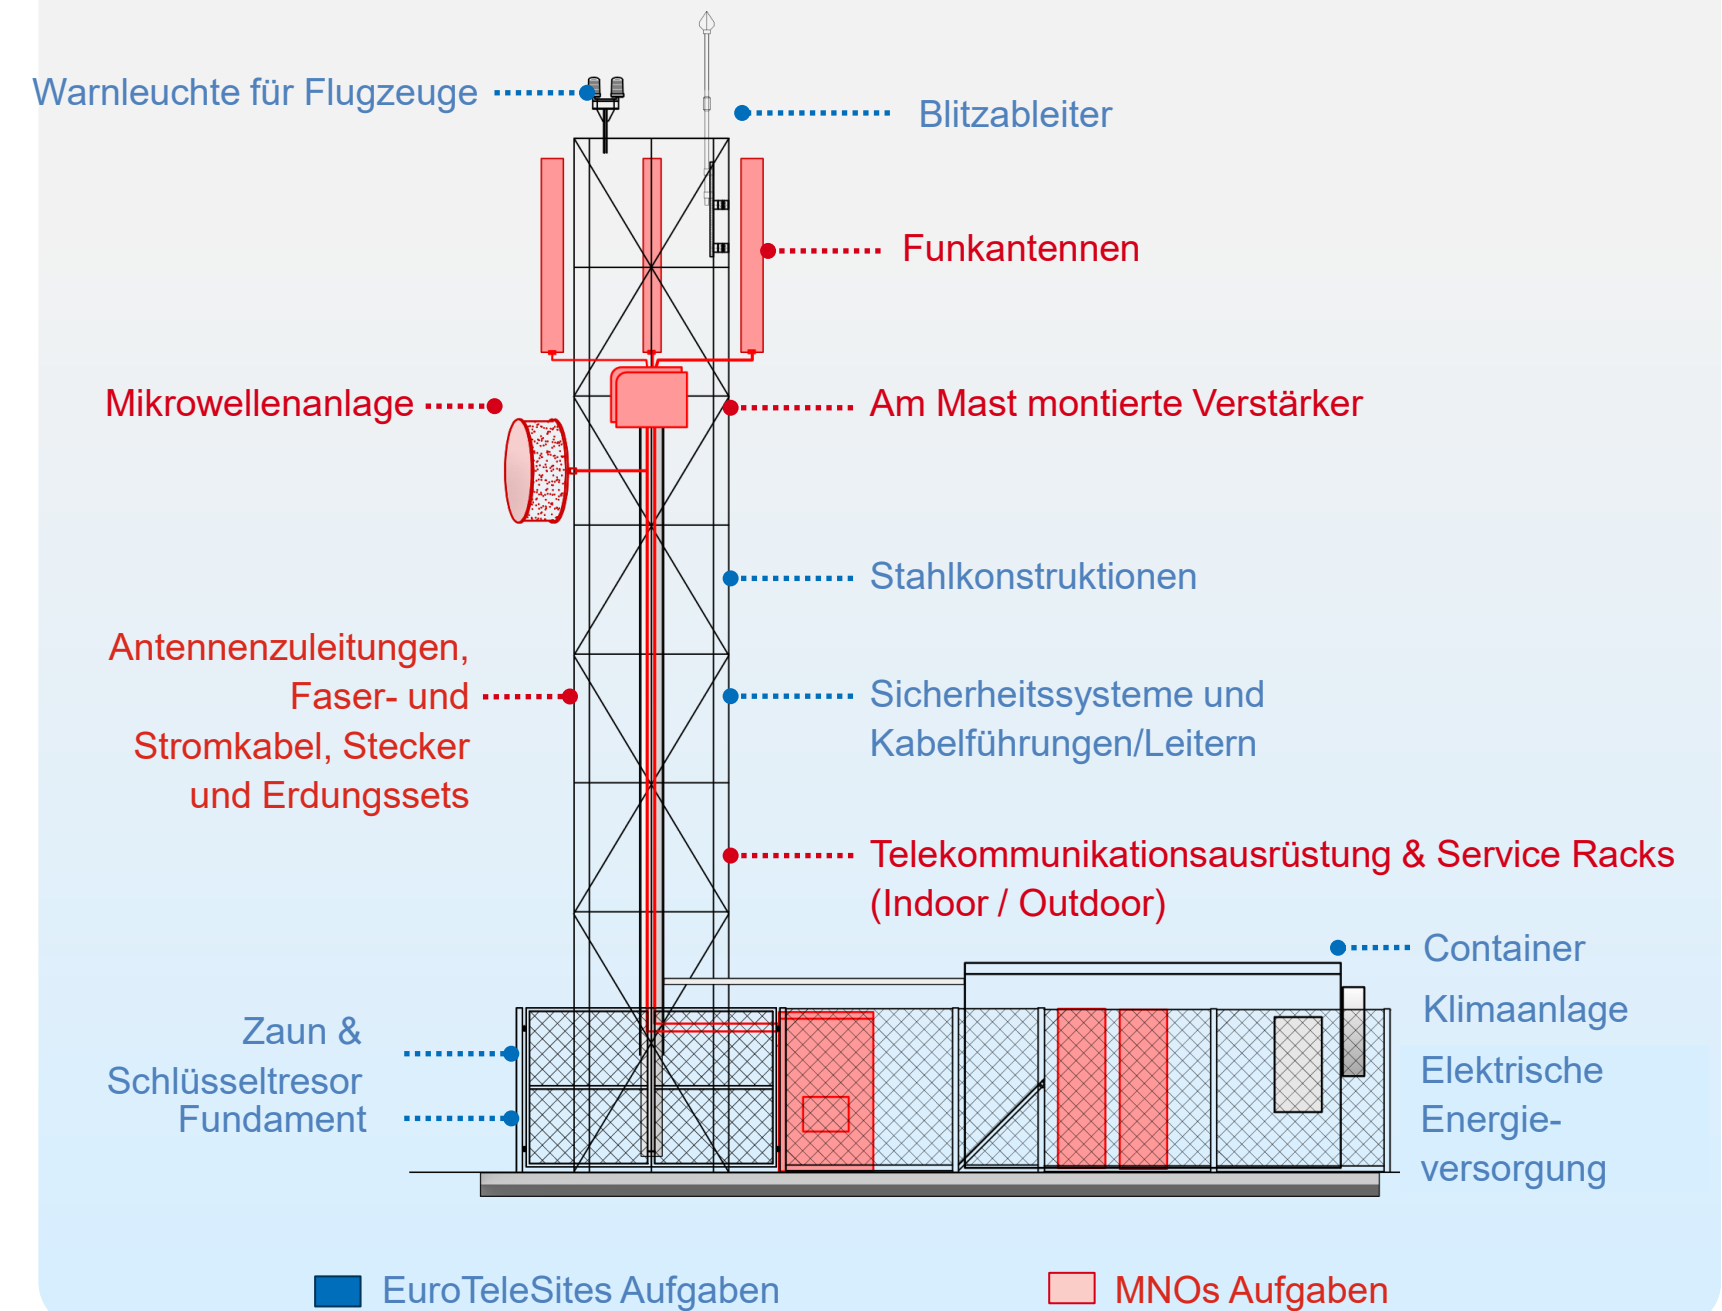 Warnleuchte für Flugzeuge
Blitzableiter
Funkantennen
Mikrowellenanlage
Am Mast montierte Verstärker
Stahlkonstruktionen
Antennenzuleitungen,
Faser- und
Stromkabel, Stecker
und Erdungssets
Sicherheitssysteme und
Kabelführungen/Leitern
Telekommunikationsausrüstung & Service Racks
(Indoor / Outdoor)
Container
Klimaanlage
Elektrische
Energie-
versorgung
Zaun &
Schlüsseltresor
Fundament
EuroTeleSites Aufgaben
MNOs Aufgaben